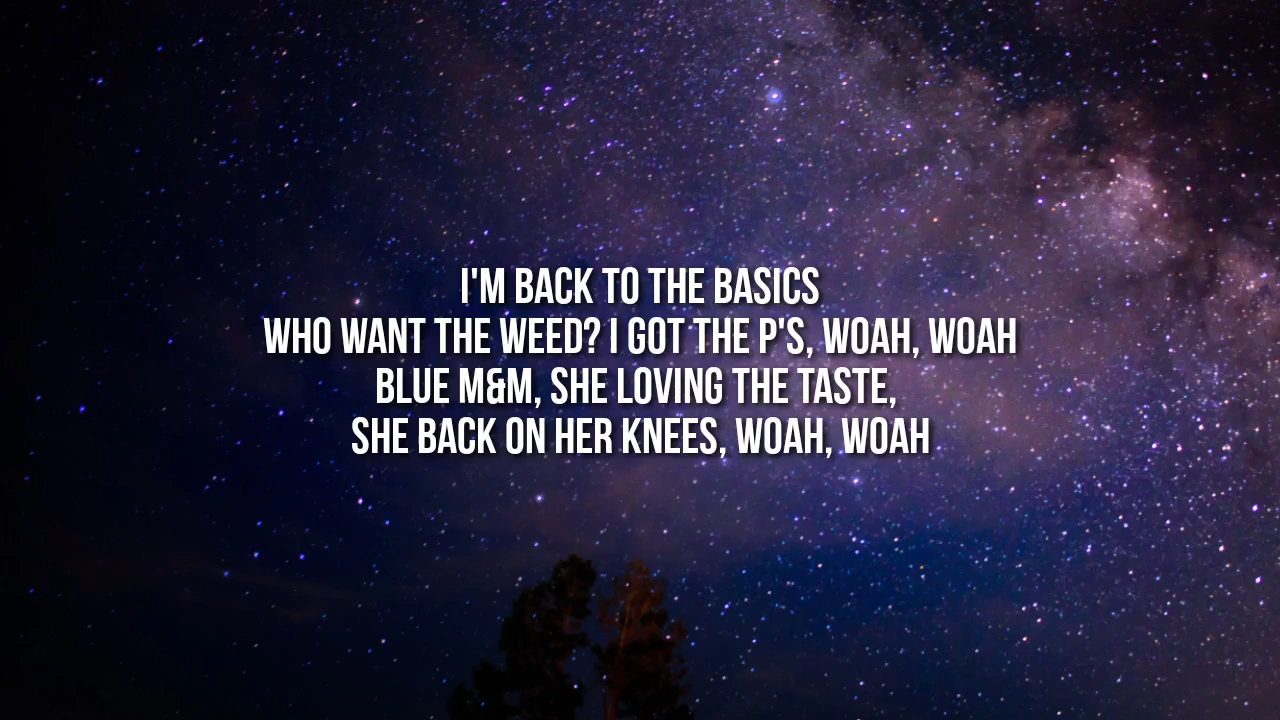 I'M BACK TO THE BASICS
WHO WANT THE WEED? I GOT THE P'S, WOAH, WOAH
BLUE M&M, SHE LOVING THE TASTE,
SHE BACK ON HER KNEES, WOAH, WOAH